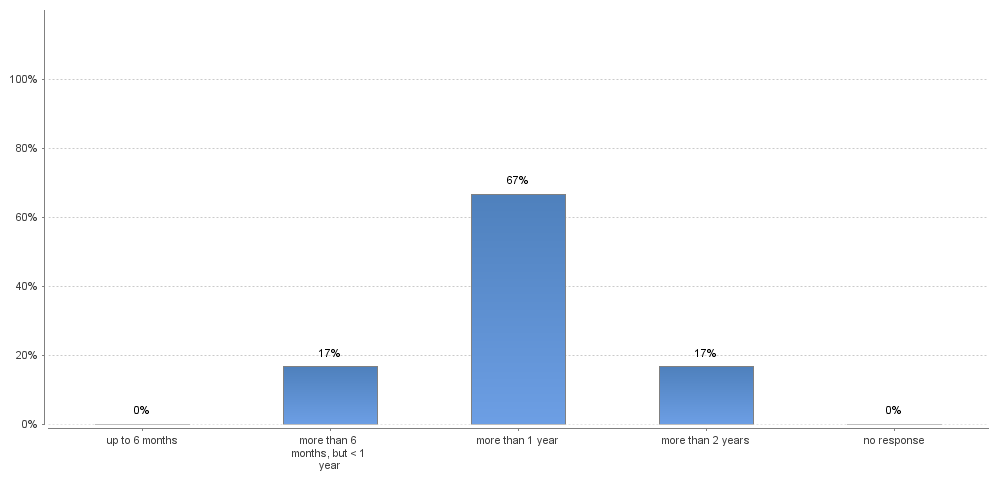 100%
80%
60%
40%
20%
0%
0%
17%
67%
17%
0%
up to 6 months
more than 6
months, but < 1
year
more than 1 year
more than 2 years
no response